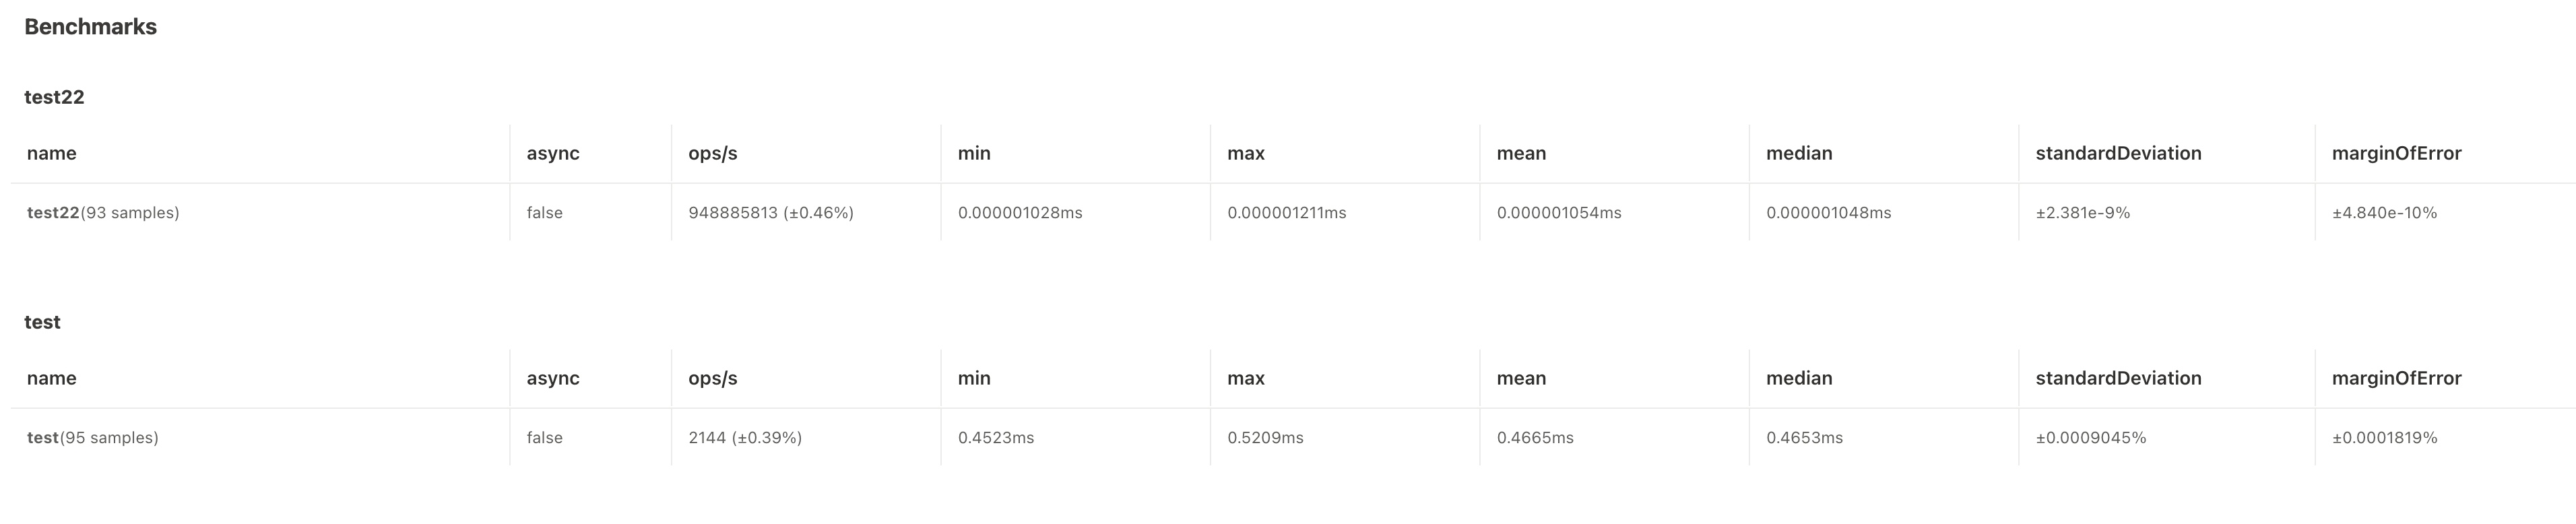 Benchmarks
test22
name async ops/s min max mean median standardDeviation marginOfError
test22(93 samples) false 948885813 (±0.46%) 0.000001028ms 0.000001211ms 0.000001054ms 0.000001048ms ±2.381e-9% ±4.840e-10%
test
name async ops/s min max mean median standardDeviation marginOfError
test(95 samples) false 2144 (±0.39%) 0.4523ms 0.5209ms 0.4665ms 0.4653ms ±0.0009045% ±0.0001819%